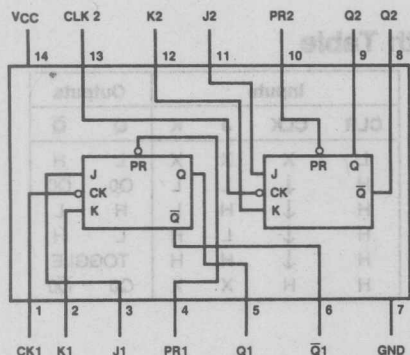 VCC CLK 2 K2 J2 PR2 Q2 Q2
14 13 12 11 10 9 8
PR PR
J Q J Q
CK CK
K Q̅ K Q̅
1 2 3 4 5 6 7
CK1 K1 J1 PR1 Q1 Q̅1 GND